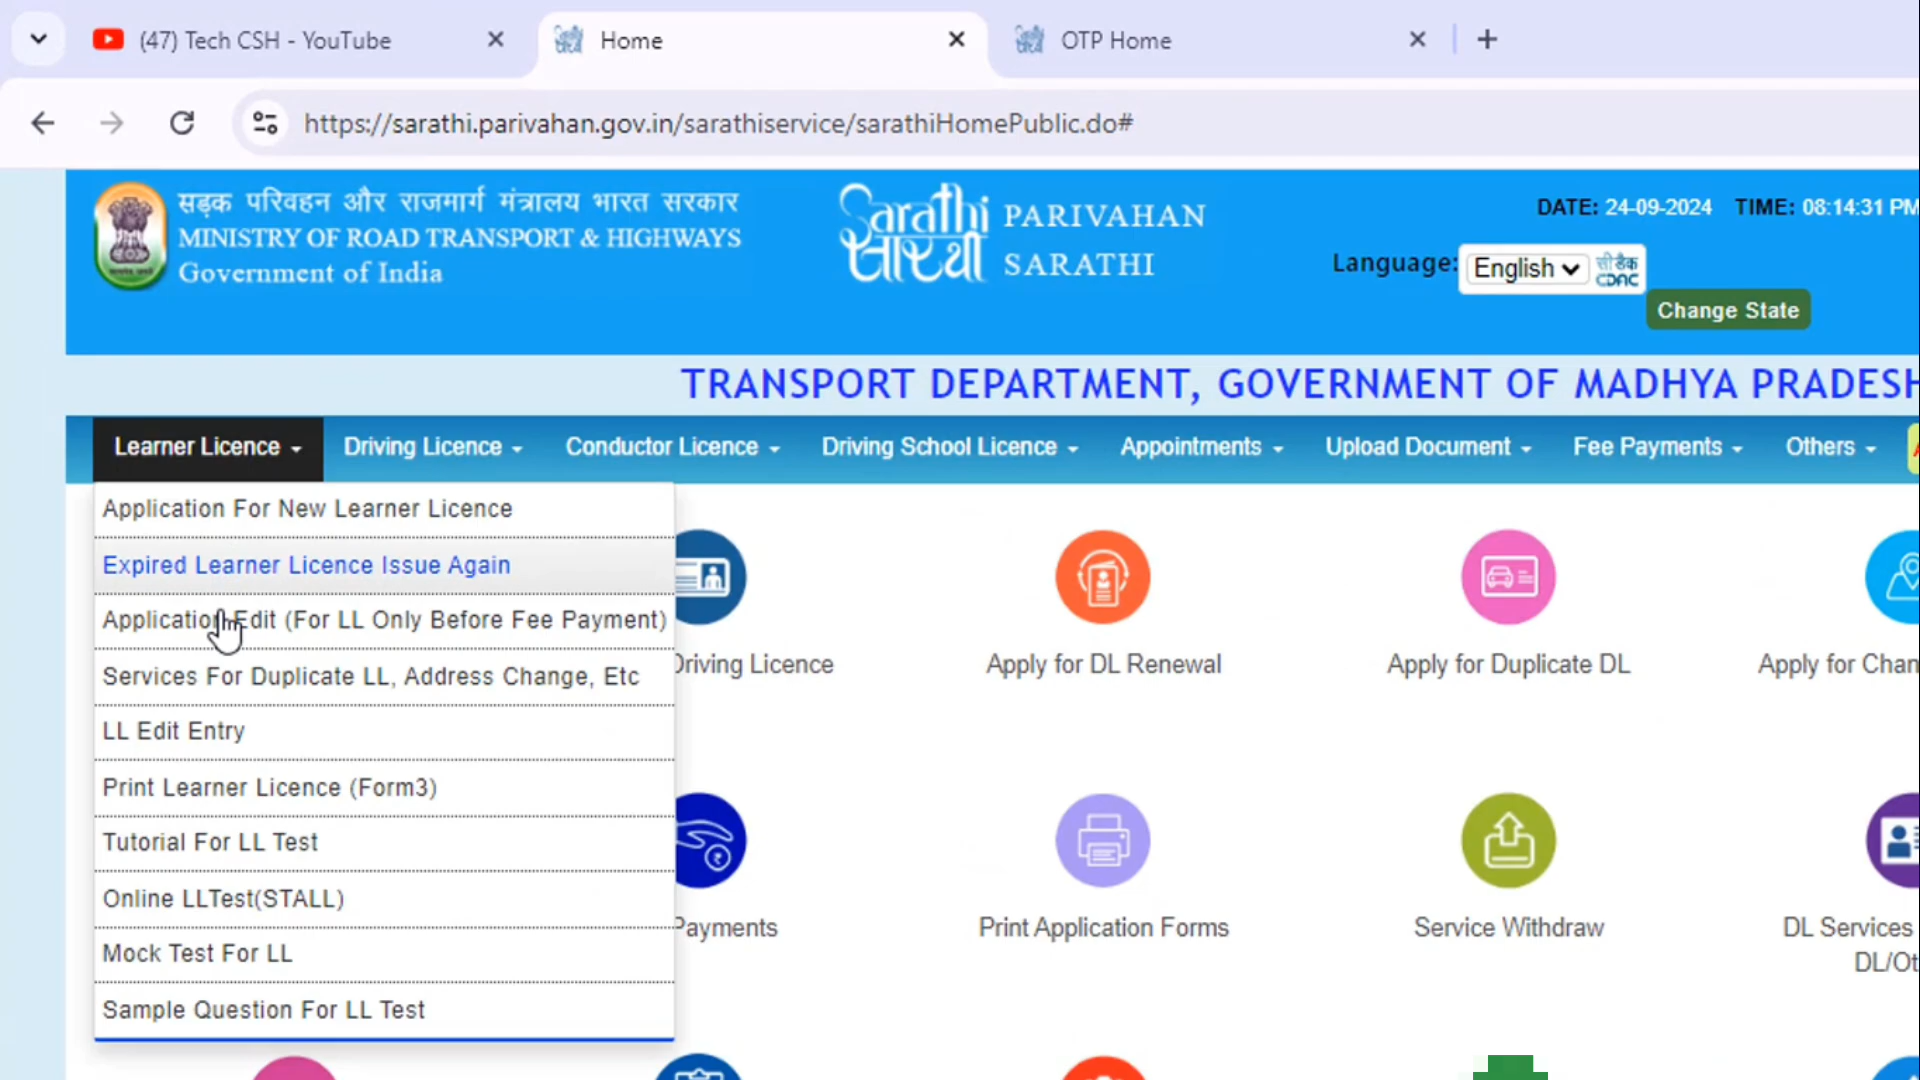 (47) Tech CSH - YouTube
Home
OTP Home
https://sarathi.parivahan.gov.in/sarathiservice/sarathiHomePublic.do#
सड़क परिवहन और राजमार्ग मंत्रालय भारत सरकार
MINISTRY OF ROAD TRANSPORT & HIGHWAYS
Government of India
Sarathi
सारथी
PARIVAHAN
SARATHI
DATE: 24-09-2024 TIME: 08:14:31 PM
Language: English
सी डैक
CDAC
Change State
TRANSPORT DEPARTMENT, GOVERNMENT OF MADHYA PRADESH
Learner Licence Driving Licence Conductor Licence Driving School Licence Appointments Upload Document Fee Payments Others
Application For New Learner Licence
Expired Learner Licence Issue Again
Application Edit (For LL Only Before Fee Payment)
Services For Duplicate LL, Address Change, Etc
LL Edit Entry
Print Learner Licence (Form3)
Tutorial For LL Test
Online LLTest(STALL)
Mock Test For LL
Sample Question For LL Test
Driving Licence
Apply for DL Renewal
Apply for Duplicate DL
Apply for Chan
Payments
Print Application Forms
Service Withdraw
DL Services
DL/Ot